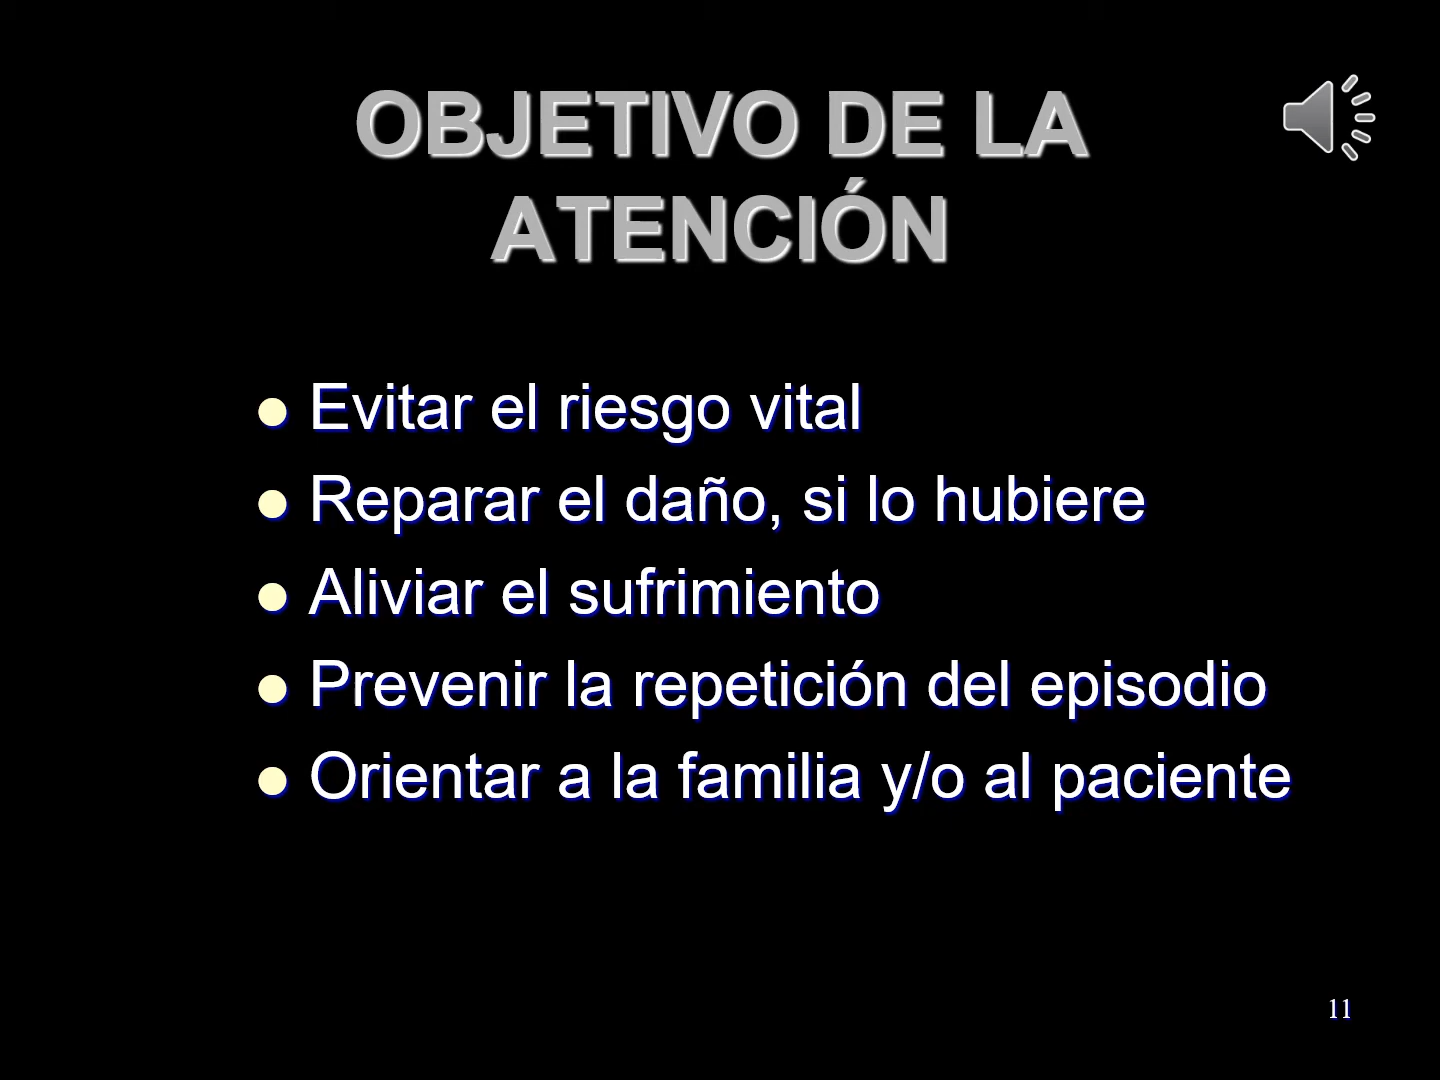 OBJETIVO DE LA
ATENCIÓN
Evitar el riesgo vital
Reparar el daño, si lo hubiere
Aliviar el sufrimiento
Prevenir la repetición del episodio
Orientar a la familia y/o al paciente
11